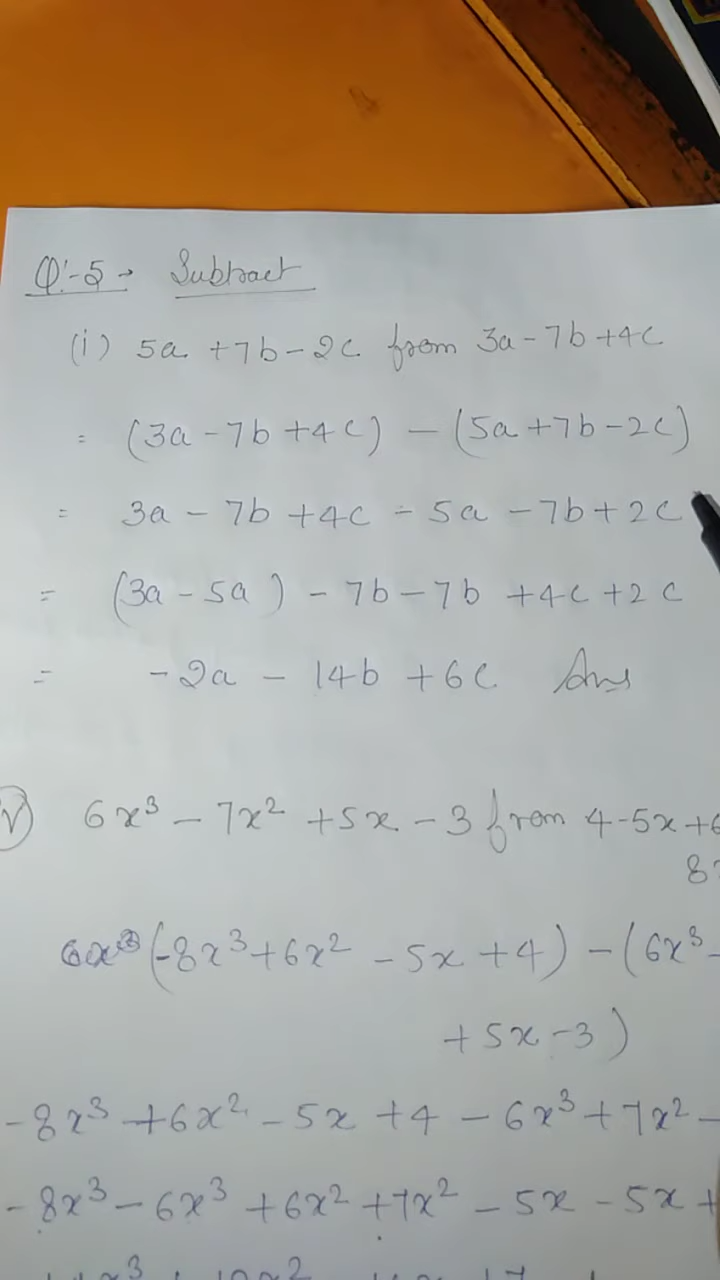 Q:-5→ Subtract
(i) 5a + 7b - 2c from 3a - 7b + 4c
= (3a - 7b + 4c) - (5a + 7b - 2c)
= 3a - 7b + 4c - 5a - 7b + 2c
= (3a - 5a) - 7b - 7b + 4c + 2c
= -2a - 14b + 6c Ans
V) 6x³ - 7x² + 5x - 3 from 4-5x+6
8
(-8x³ + 6x² - 5x + 4) - (6x³ -
+ 5x - 3)
-8x³ + 6x² - 5x + 4 - 6x³ + 7x² -
-8x³ - 6x³ + 6x² + 7x² - 5x - 5x +